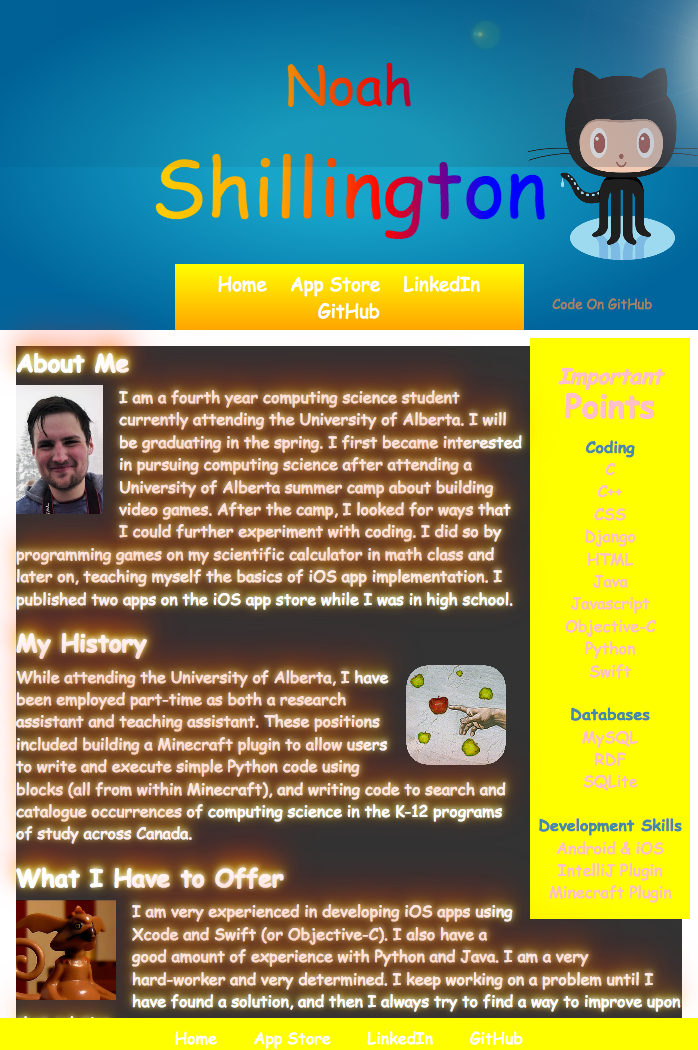 Noah
Shillington
Home App Store LinkedIn
GitHub
Code On GitHub
About Me
I am a fourth year computing science student
currently attending the University of Alberta. I will
be graduating in the spring. I first became interested
in pursuing computing science after attending a
University of Alberta summer camp about building
video games. After the camp, I looked for ways that
I could further experiment with coding. I did so by
programming games on my scientific calculator in math class and
later on, teaching myself the basics of iOS app implementation. I
published two apps on the iOS app store while I was in high school.
My History
While attending the University of Alberta, I have
been employed part-time as both a research
assistant and teaching assistant. These positions
included building a Minecraft plugin to allow users
to write and execute simple Python code using
blocks (all from within Minecraft), and writing code to search and
catalogue occurrences of computing science in the K-12 programs
of study across Canada.
What I Have to Offer
I am very experienced in developing iOS apps using
Xcode and Swift (or Objective-C). I also have a
good amount of experience with Python and Java. I am a very
hard-worker and very determined. I keep working on a problem until I
have found a solution, and then I always try to find a way to improve upon
Important
Points
Coding
C
C++
CSS
Django
HTML
Java
Javascript
Objective-C
Python
Swift
Databases
MySQL
RDF
SQLite
Development Skills
Android & iOS
IntelliJ Plugin
Minecraft Plugin
Home App Store LinkedIn GitHub